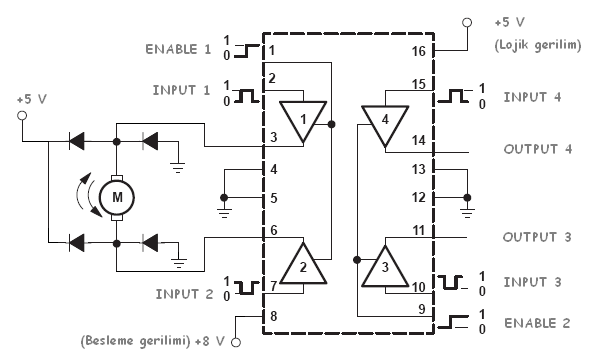 ENABLE 1
1
0
1
16
+5 V
(Lojik gerilim)
INPUT 1
1
0
2
15
1
0
INPUT 4
+5 V
1
4
3
14
OUTPUT 4
4
13
M
5
12
6
11
OUTPUT 3
2
3
INPUT 2
1
0
7
10
1
0
INPUT 3
8
9
1
0
ENABLE 2
(Besleme gerilimi) +8 V